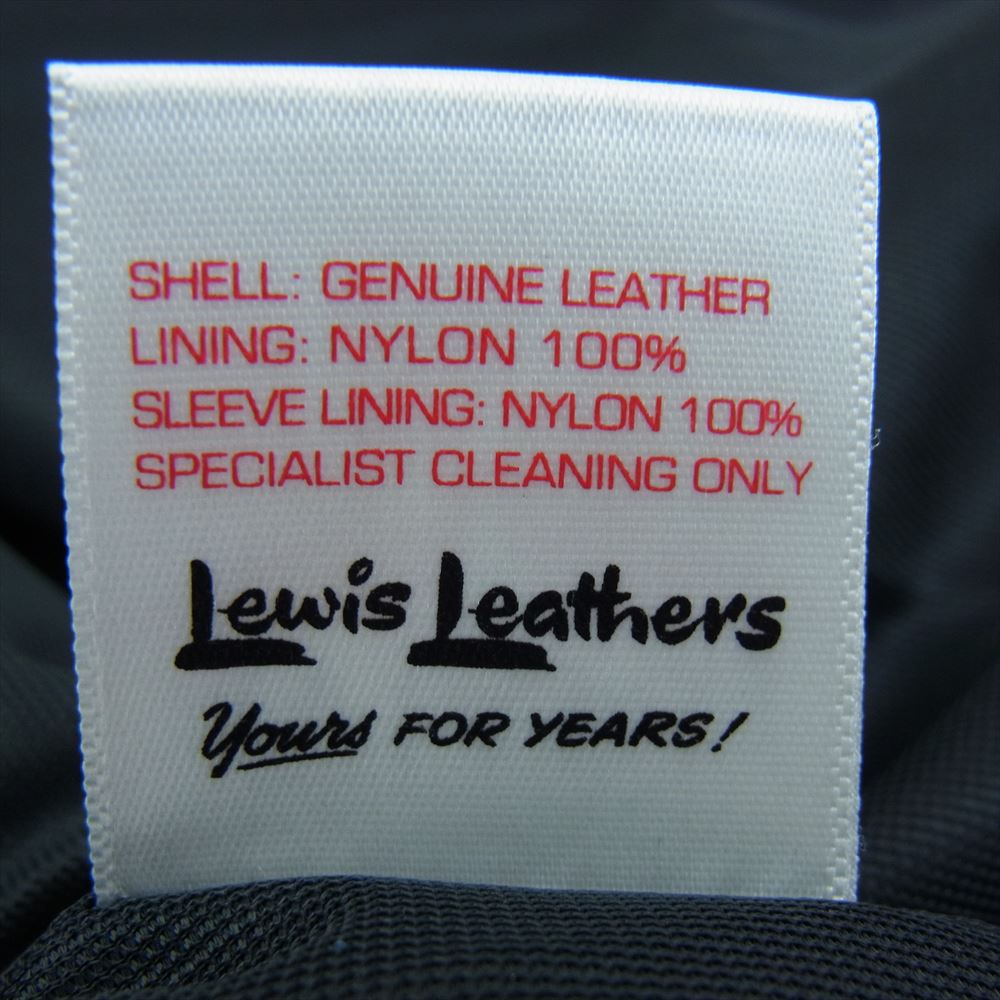 SHELL: GENUINE LEATHER
LINING: NYLON 100%
SLEEVE LINING: NYLON 100%
SPECIALIST CLEANING ONLY
Lewis Leathers
Yours FOR YEARS!